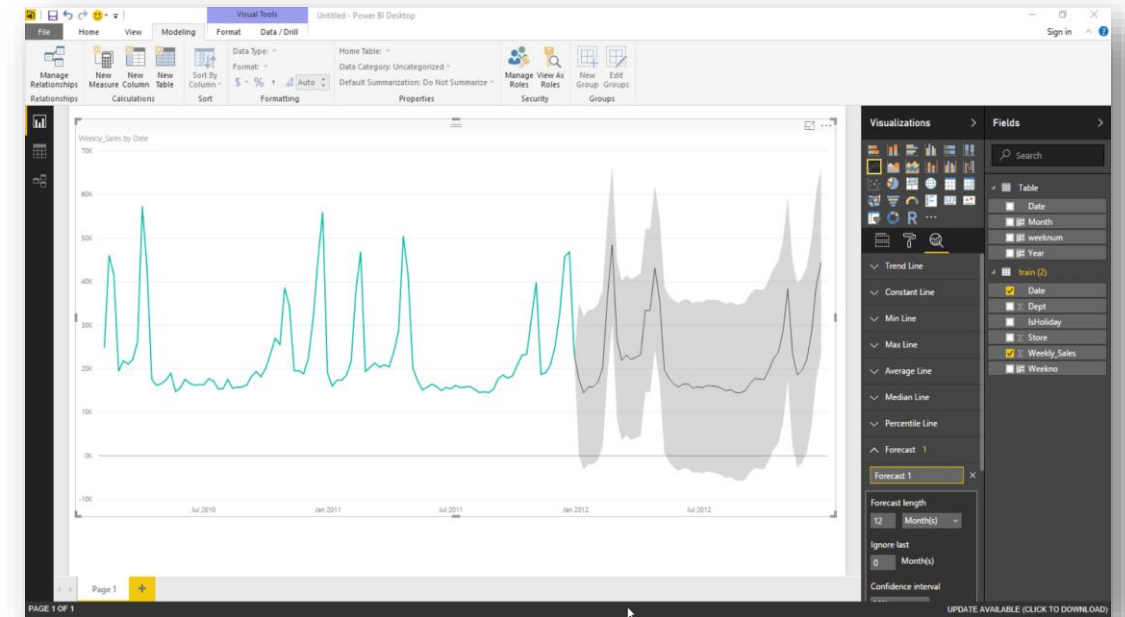 Visual Tools
Untitled - Power BI Desktop
File Home View Modeling Format Data / Drill Sign in
Manage Relationships
New Measure
New Column
New Table
Sort By Column
Data Type:
Format:
$ % , Auto
Home Table:
Data Category: Uncategorized
Default Summarization: Do Not Summarize
Manage Roles
View As Roles
New Group
Edit Groups
Relationships Calculations Sort Formatting Properties Security Groups
Weekly_Sales by Date
70K
60K
50K
40K
30K
20K
10K
0K
-10K
Jul 2010 Jan 2011 Jul 2011 Jan 2012 Jul 2012
Visualizations
R
Trend Line
Constant Line
Min Line
Max Line
Average Line
Median Line
Percentile Line
Forecast 1
Forecast 1
Forecast length
12 Month(s)
Ignore last
0 Month(s)
Confidence interval
Fields
Search
Table
Date
Month
weeknum
Year
train (2)
Date
Dept
IsHoliday
Store
Weekly_Sales
Weekno
Page 1
PAGE 1 OF 1
UPDATE AVAILABLE (CLICK TO DOWNLOAD)